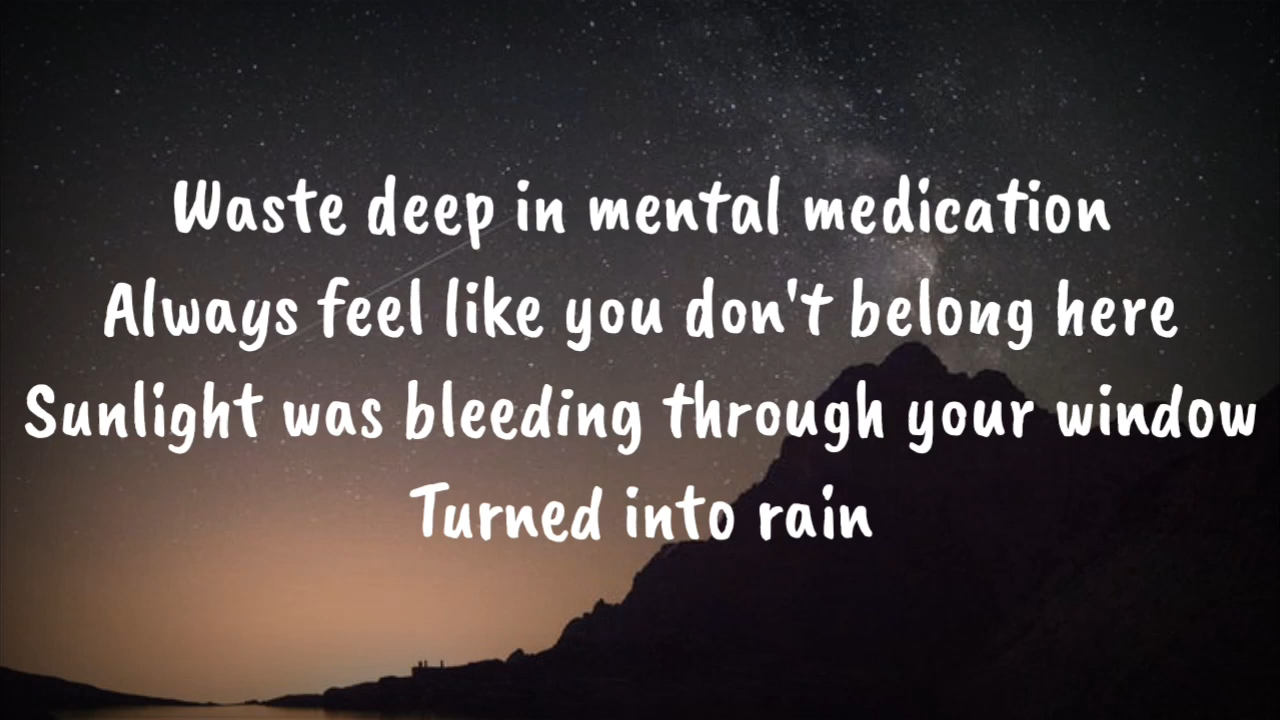 Waste deep in mental medication
Always feel like you don't belong here
Sunlight was bleeding through your window
Turned into rain